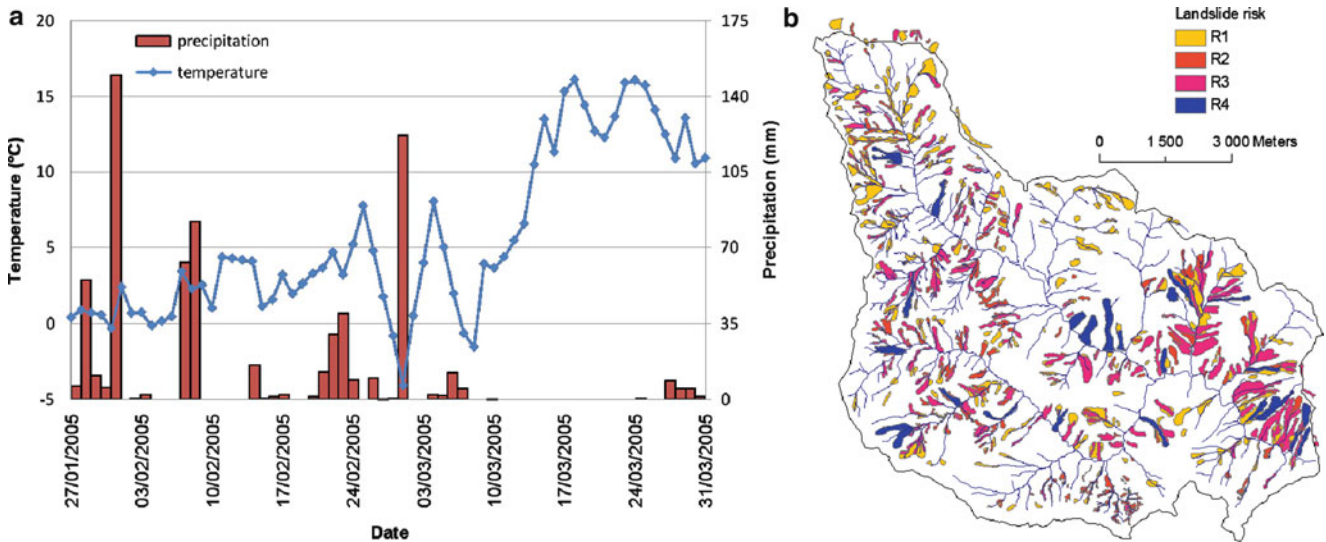 a
20
15
10
5
0
-5
Temperature (ºC)
precipitation
temperature
175
140
105
70
35
0
Precipitation (mm)
27/01/2005
03/02/2005
10/02/2005
17/02/2005
24/02/2005
03/03/2005
10/03/2005
17/03/2005
24/03/2005
31/03/2005
Date
b
Landslide risk
R1
R2
R3
R4
0 1 500 3 000 Meters